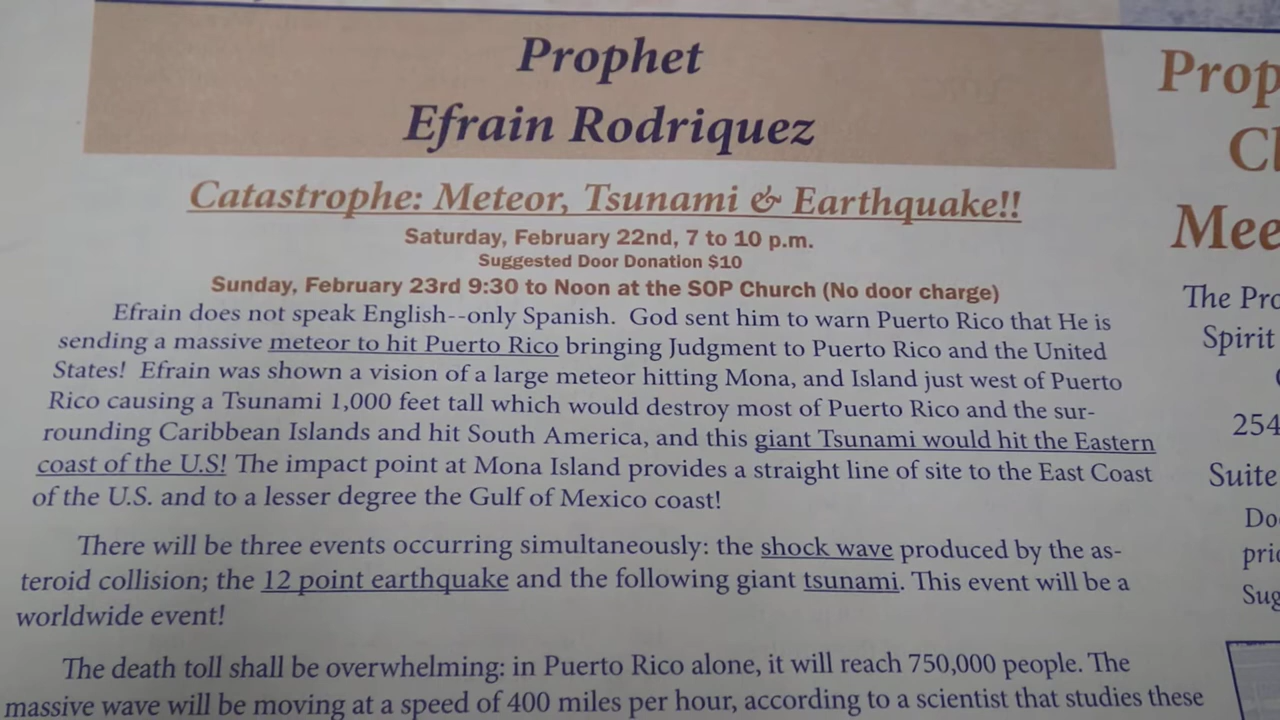 Prophet
Efrain Rodriquez
Catastrophe: Meteor, Tsunami & Earthquake!!
Saturday, February 22nd, 7 to 10 p.m.
Suggested Door Donation $10
Sunday, February 23rd 9:30 to Noon at the SOP Church (No door charge)
Efrain does not speak English--only Spanish. God sent him to warn Puerto Rico that He is
sending a massive meteor to hit Puerto Rico bringing Judgment to Puerto Rico and the United
States! Efrain was shown a vision of a large meteor hitting Mona, and Island just west of Puerto
Rico causing a Tsunami 1,000 feet tall which would destroy most of Puerto Rico and the sur-
rounding Caribbean Islands and hit South America, and this giant Tsunami would hit the Eastern
coast of the U.S! The impact point at Mona Island provides a straight line of site to the East Coast
of the U.S. and to a lesser degree the Gulf of Mexico coast!
There will be three events occurring simultaneously: the shock wave produced by the as-
teroid collision; the 12 point earthquake and the following giant tsunami. This event will be a
worldwide event!
The death toll shall be overwhelming: in Puerto Rico alone, it will reach 750,000 people. The
massive wave will be moving at a speed of 400 miles per hour, according to a scientist that studies these
Prop
Mee
The Pro
Spirit
254
Suite
Do
Sug